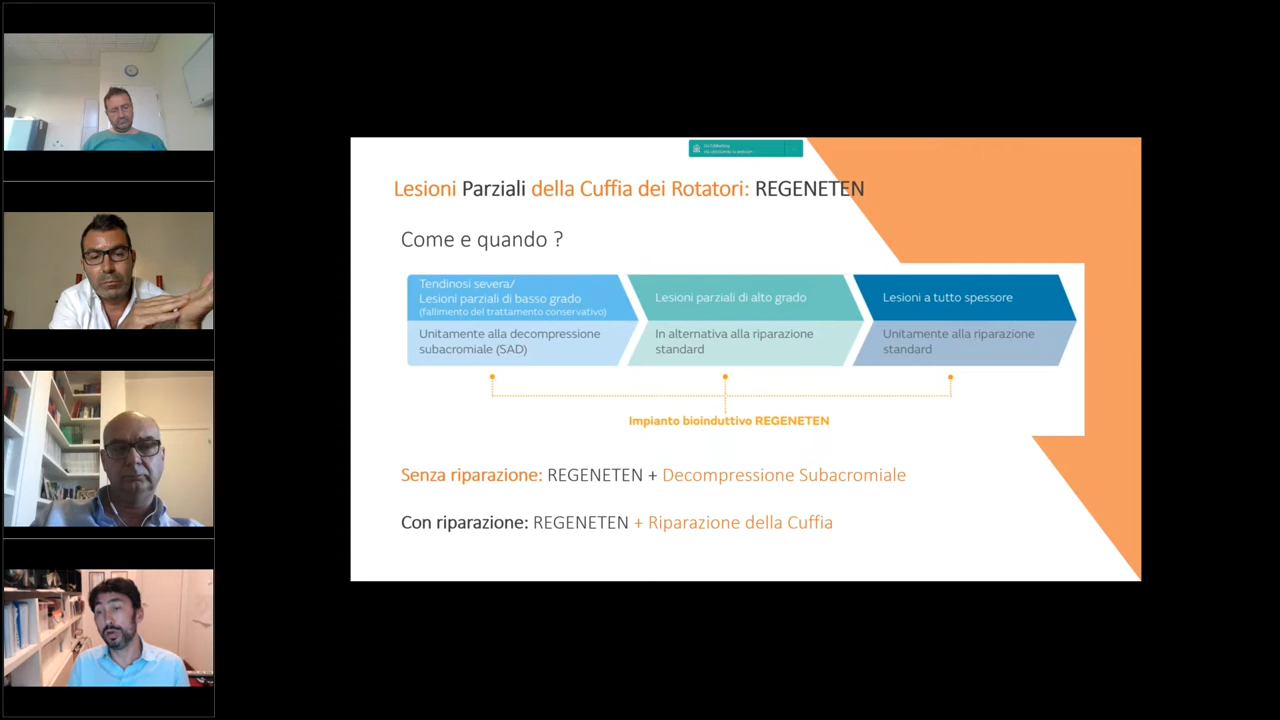 Lesioni Parziali della Cuffia dei Rotatori: REGENETEN
Come e quando ?
Tendinosi severa/
Lesioni parziali di basso grado
(fallimento del trattamento conservativo)
Unitamente alla decompressione
subacromiale (SAD)
Lesioni parziali di alto grado
In alternativa alla riparazione
standard
Lesioni a tutto spessore
Unitamente alla riparazione
standard
Impianto bioinduttivo REGENETEN
Senza riparazione: REGENETEN + Decompressione Subacromiale
Con riparazione: REGENETEN + Riparazione della Cuffia